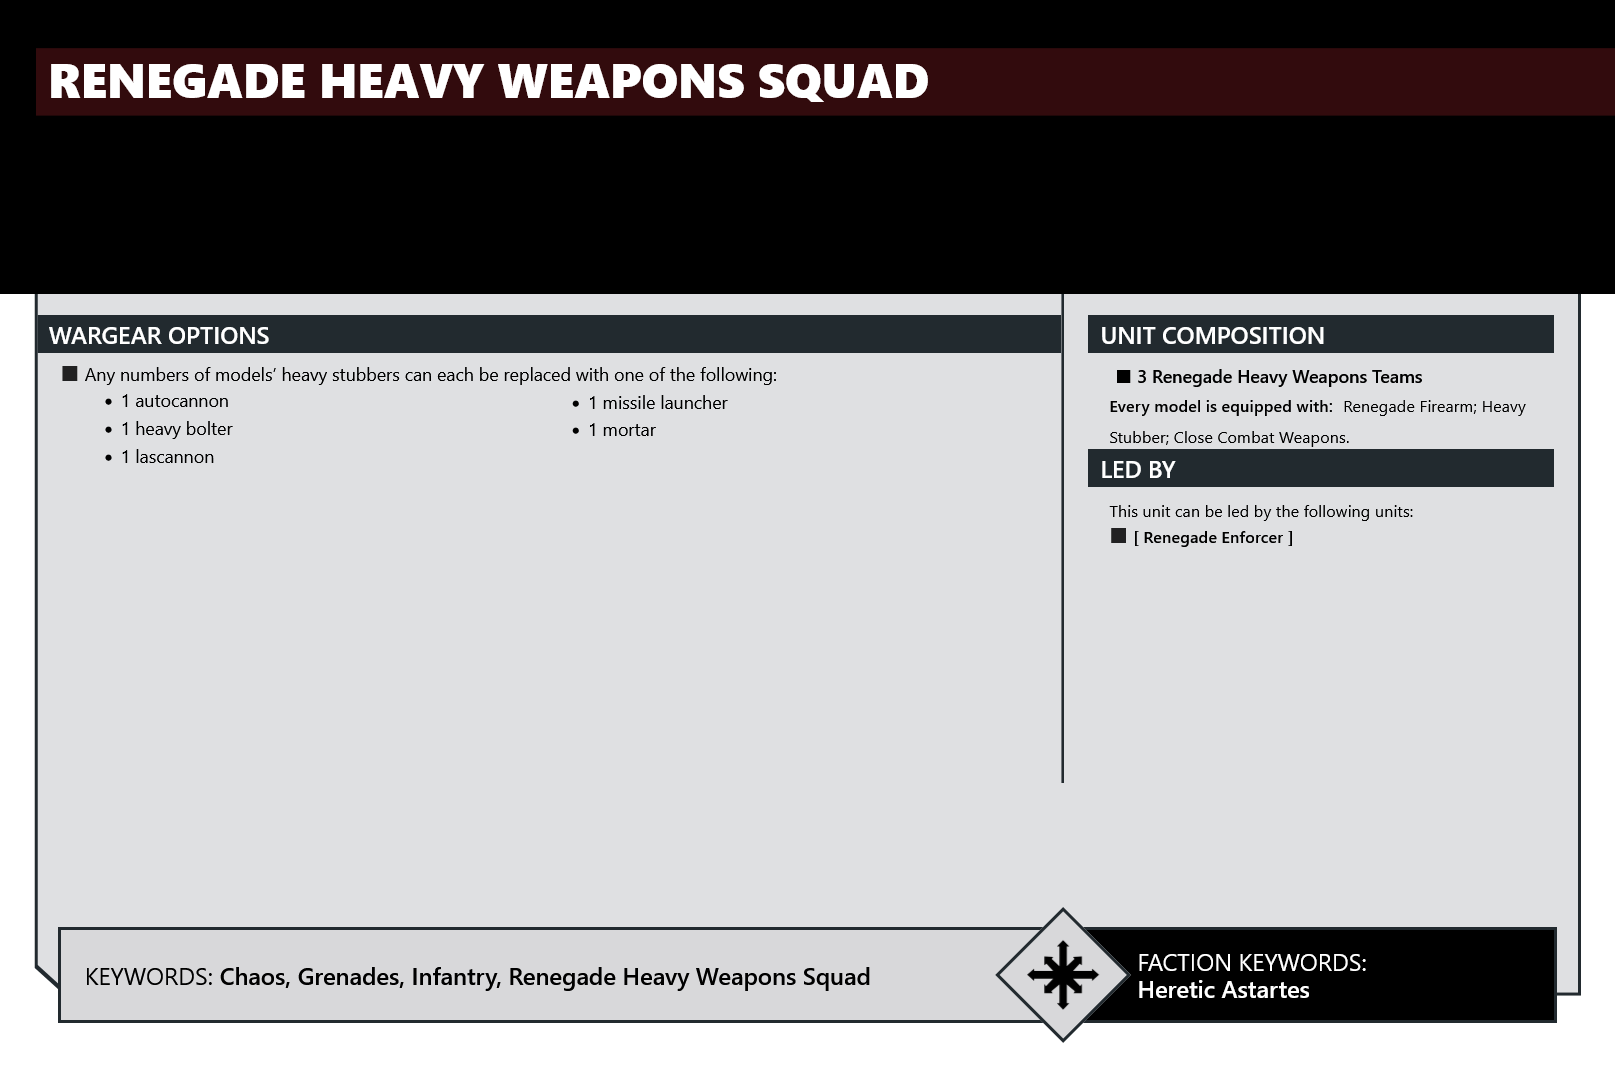 RENEGADE HEAVY WEAPONS SQUAD
WARGEAR OPTIONS
■ Any numbers of models’ heavy stubbers can each be replaced with one of the following:
• 1 autocannon
• 1 heavy bolter
• 1 lascannon
• 1 missile launcher
• 1 mortar
UNIT COMPOSITION
■ 3 Renegade Heavy Weapons Teams
Every model is equipped with: Renegade Firearm; Heavy
Stubber; Close Combat Weapons.
LED BY
This unit can be led by the following units:
■ [ Renegade Enforcer ]
KEYWORDS: Chaos, Grenades, Infantry, Renegade Heavy Weapons Squad
FACTION KEYWORDS:
Heretic Astartes